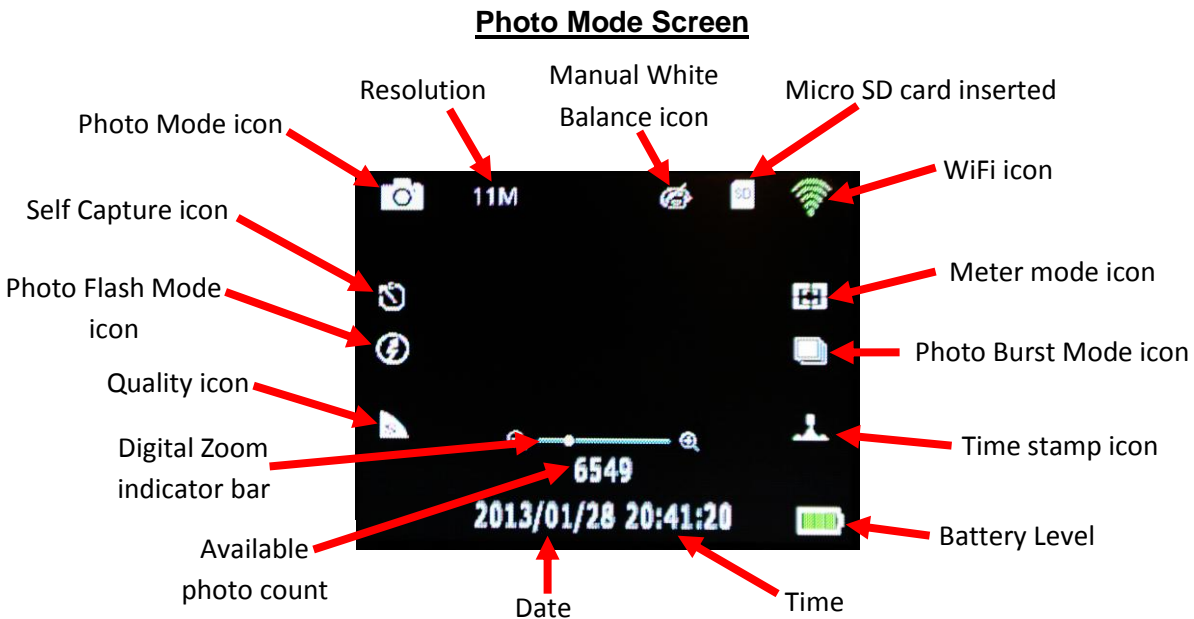 Photo Mode Screen
Resolution
Manual White
Balance icon
Micro SD card inserted
Photo Mode icon
WiFi icon
11M
SD
Self Capture icon
Meter mode icon
Photo Flash Mode
icon
Photo Burst Mode icon
Quality icon
Digital Zoom
indicator bar
Time stamp icon
6549
2013/01/28 20:41:20
Battery Level
Available
photo count
Date
Time